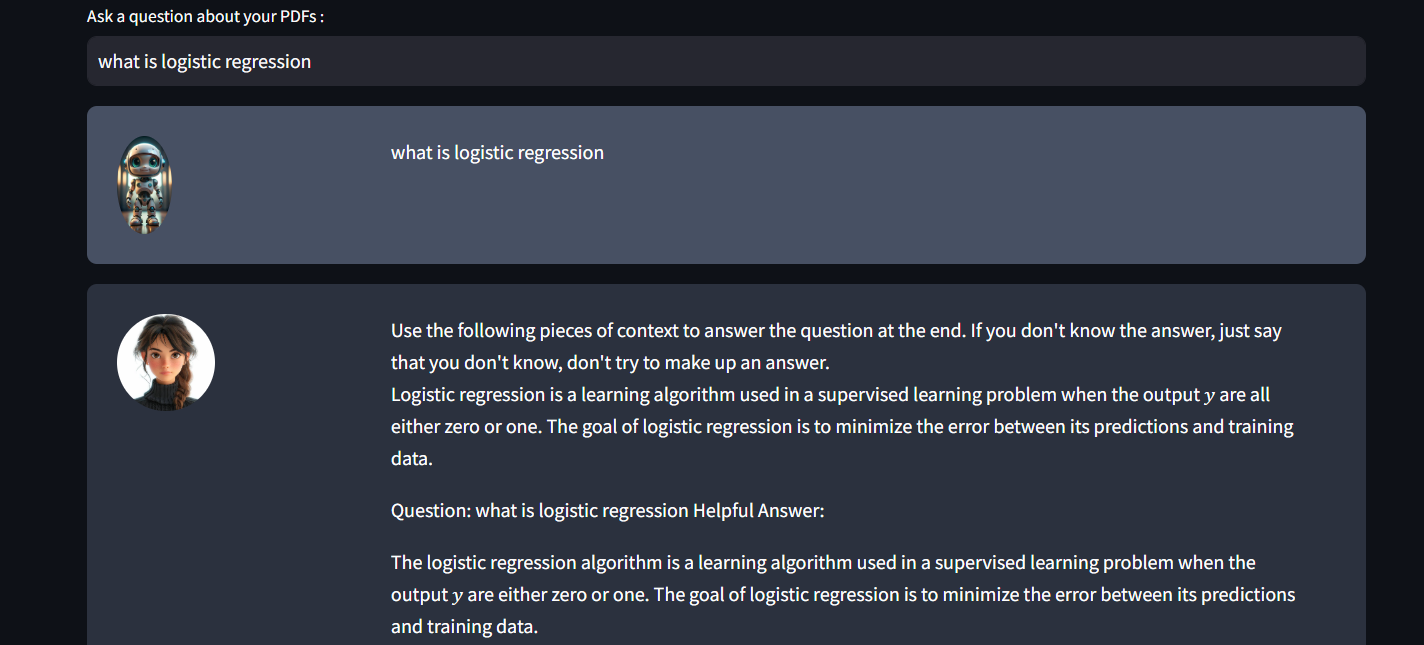 Ask a question about your PDFs :
what is logistic regression
what is logistic regression
Use the following pieces of context to answer the question at the end. If you don't know the answer, just say
that you don't know, don't try to make up an answer.
Logistic regression is a learning algorithm used in a supervised learning problem when the output y are all
either zero or one. The goal of logistic regression is to minimize the error between its predictions and training
data.
Question: what is logistic regression Helpful Answer:
The logistic regression algorithm is a learning algorithm used in a supervised learning problem when the
output y are either zero or one. The goal of logistic regression is to minimize the error between its predictions
and training data.